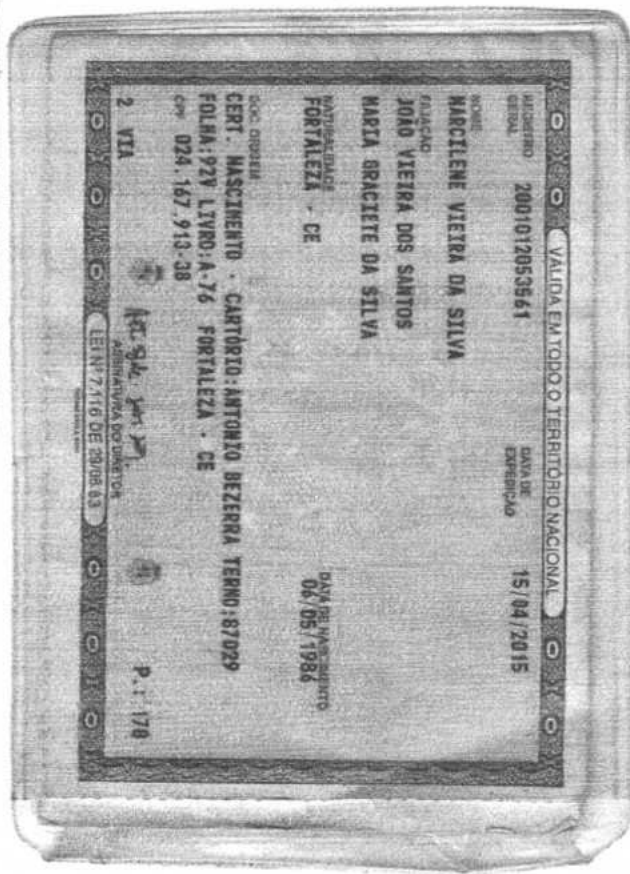 VÁLIDA EM TODO O TERRITÓRIO NACIONAL
REGISTRO GERAL 2001012053561 DATA DE EXPEDIÇÃO 15/04/2015
NOME
MARCILENE VIEIRA DA SILVA
FILIAÇÃO
JOÃO VIEIRA DOS SANTOS
MARIA GRACIETE DA SILVA
NATURALIDADE DATA DE NASCIMENTO
FORTALEZA - CE 06/05/1986
DOC ORIGEM
CERT. NASCIMENTO - CARTÓRIO:ANTONIO BEZERRA TERMO:87029
FOLHA:92V LIVRO:A-76 FORTALEZA - CE
CPF 024.167.913-38
2 VIA P.: 170
ASSINATURA DO DIRETOR
LEI Nº 7.116 DE 29/08/83